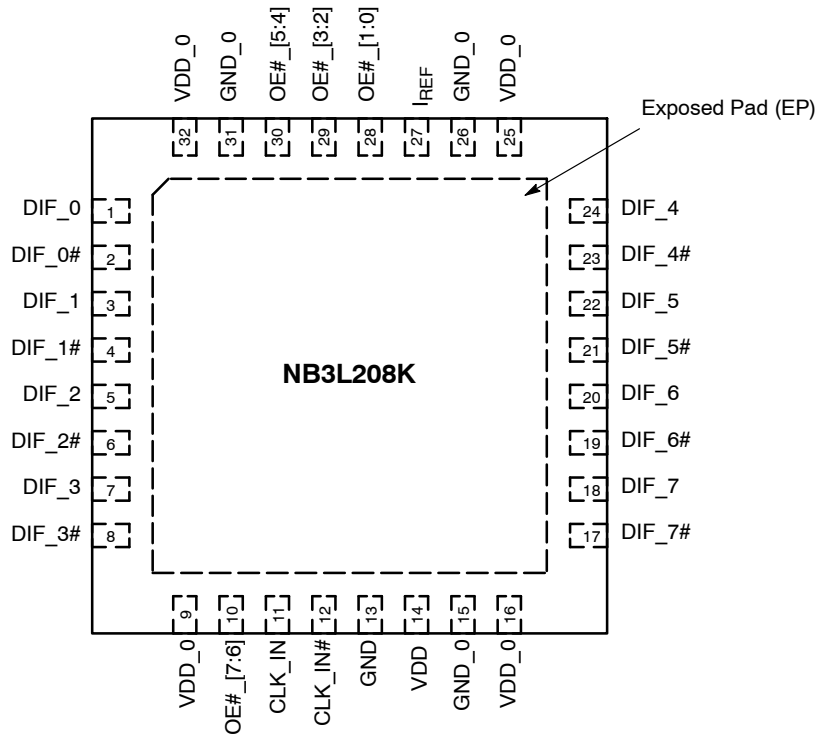 VDD_0
GND_0
OE#_[5:4]
OE#_[3:2]
OE#_[1:0]
IREF
GND_0
VDD_0
Exposed Pad (EP)
32
31
30
29
28
27
26
25
DIF_0 1
24 DIF_4
DIF_0# 2
23 DIF_4#
DIF_1 3
22 DIF_5
DIF_1# 4
21 DIF_5#
NB3L208K
DIF_2 5
20 DIF_6
DIF_2# 6
19 DIF_6#
DIF_3 7
18 DIF_7
DIF_3# 8
17 DIF_7#
9
10
11
12
13
14
15
16
VDD_0
OE#_[7:6]
CLK_IN
CLK_IN#
GND
VDD
GND_0
VDD_0